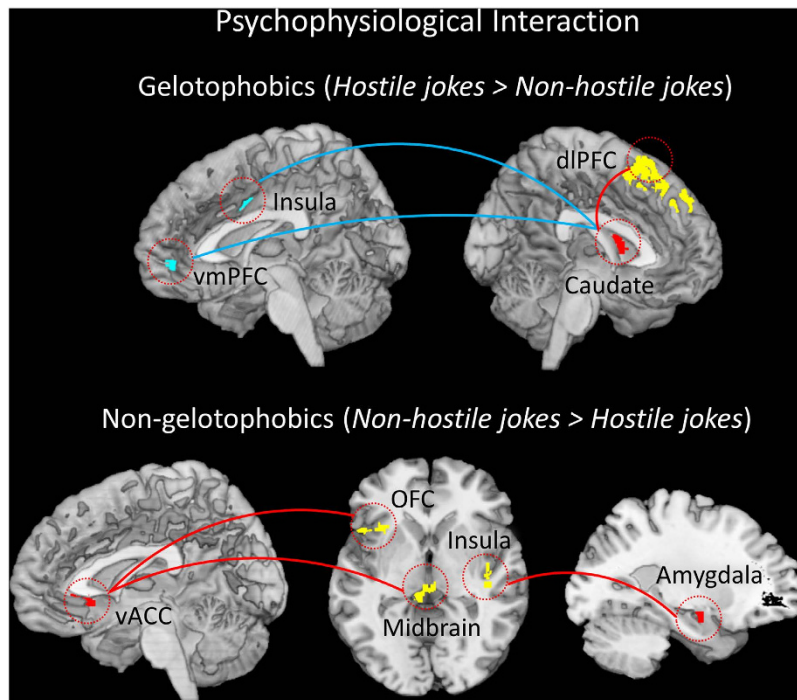 Psychophysiological Interaction
Gelotophobics (Hostile jokes > Non-hostile jokes)
dlPFC
Insula
vmPFC
Caudate
Non-gelotophobics (Non-hostile jokes > Hostile jokes)
OFC
Insula
Amygdala
vACC
Midbrain